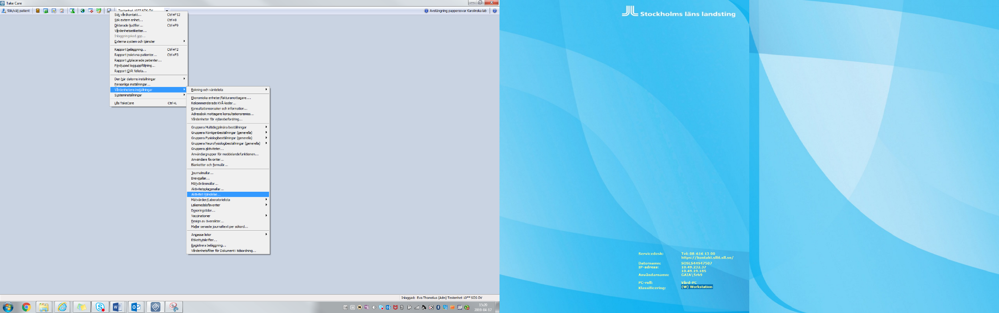 Take Care
Sök/välj patient
Testenhet 10** SÖS ÖV
Avstängning papperssvar Karolinska lab
Sök vårdkontakt... Ctrl+F12
Sök extern enhet... Ctrl+8
Dikterade ljudfiler... Ctrl+F9
Vårdenhetsetiketter...
Inloggningskod app...
Externa system och tjänster
Rapport beläggning... Ctrl+F2
Rapport inskrivna patienter... Ctrl+F3
Rapport utplacerade patienter...
Fördjupad logguppföljning...
Rapport GVR fellista...
Den här datorns inställningar
Personliga inställningar...
Vårdenhetens inställningar
Systeminställningar
Lås TakeCare Ctrl+L
Bokning och väntelista
Ekonomiska enheter/fakturamottagare....
Rekommenderade KVÅ-koder...
Konsultationsorsaker och information...
Adressbok mottagare konsultationsremiss...
Vårdenheter för vidarebefordring...
Gruppera Multidisciplinära beställningar
Gruppera Röntgenbeställningar (generella)
Gruppera Fysiologibeställningar (generella)
Gruppera Neurofysiologibeställningar (generella)
Gruppera aktiviteter...
Användargrupper för meddelandefunktionen...
Användare favoriter...
Blanketter och formulär...
Journalmallar...
Brevmallar...
Mätvärdesmallar...
Aktivitetsplansmallar...
Aktivitet-händelse...
Mätvärden/Laboratorielista
Läkemedelsfavoriter
Doseringstider...
Vaccinationer
Design av översikter...
Mallar senaste journaltext per sökord...
Anpassa listor
Etikettutskrifter...
Registrera beläggning...
Vårdenhetsfilter för Dokument i tidsordning...
Inloggad: Eva Thomelius (Adm) Testenhet 10** SÖS ÖV
15:20
2019-04-17
Stockholms läns landsting
Servicedesk: Tel: 08-616 13 00
https://kontakt.sllit.sll.se/
Datornamn: SOSLS44947507
IP-adress: 10.49.232.37
10.49.19.185
Användarnamn: GAIA\5rh9
PC-roll: Vård-PC
Klassificering: (W) Workstation